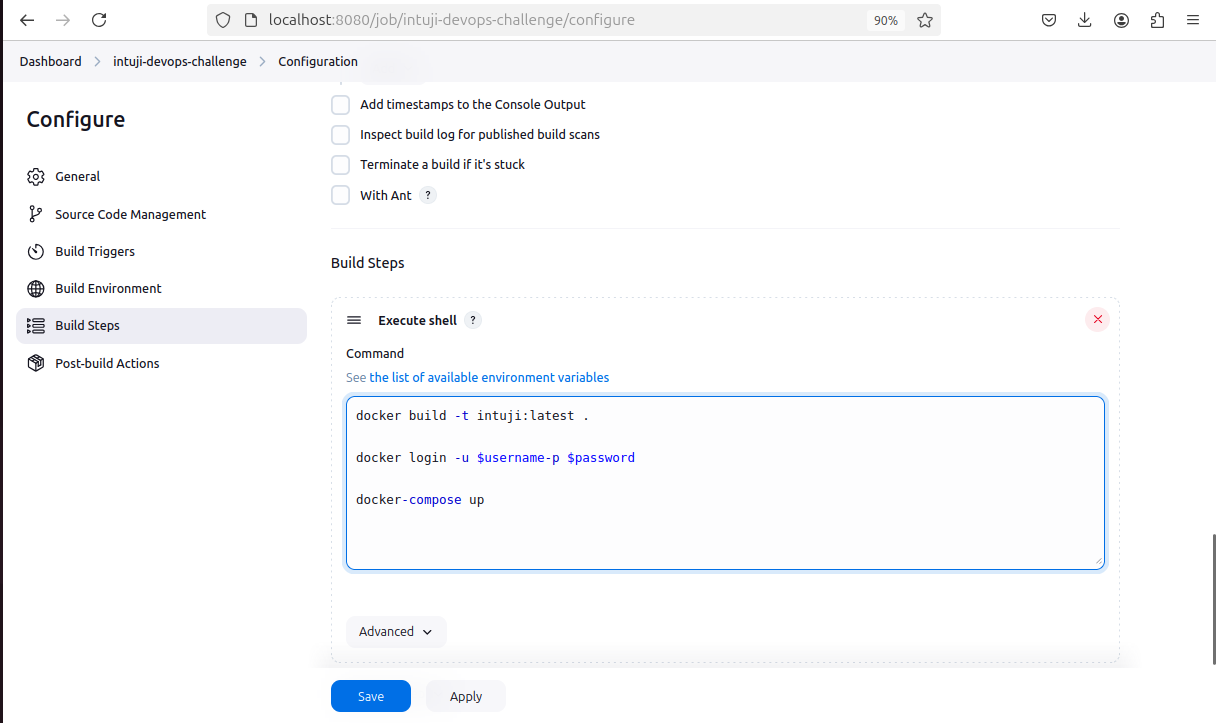 localhost:8080/job/intuji-devops-challenge/configure
90%
Dashboard > intuji-devops-challenge > Configuration
Configure
General
Source Code Management
Build Triggers
Build Environment
Build Steps
Post-build Actions
Add timestamps to the Console Output
Inspect build log for published build scans
Terminate a build if it's stuck
With Ant ?
Build Steps
Execute shell ?
Command
See the list of available environment variables
docker build -t intuji:latest .
docker login -u $username-p $password
docker-compose up
Advanced
Save
Apply